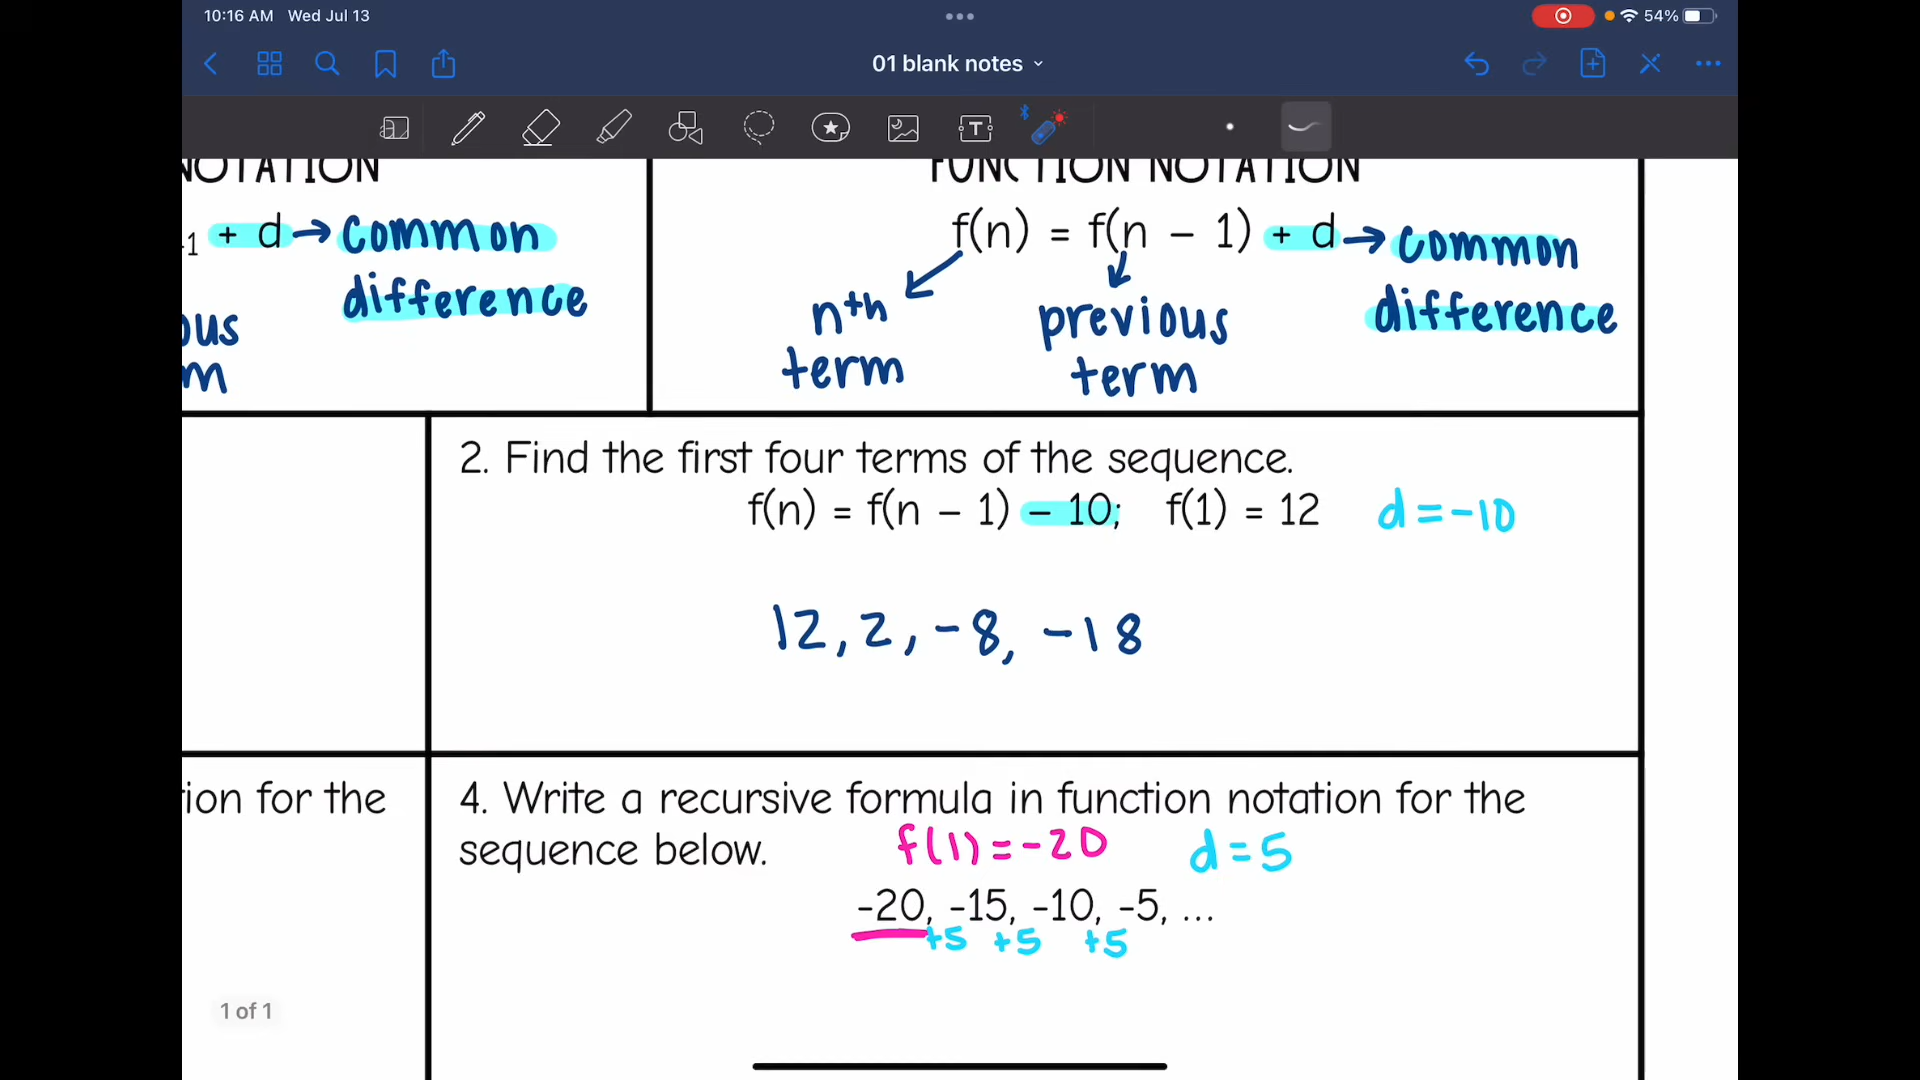 10:16 AM Wed Jul 13
54%
01 blank notes
NOTATION
-1 + d → common
difference
ous
m
FUNCTION NOTATION
f(n) = f(n − 1) + d → common
difference
nth
term
previous
term
2. Find the first four terms of the sequence.
f(n) = f(n − 1) − 10; f(1) = 12 d = -10
12, 2, -8, -18
tion for the
4. Write a recursive formula in function notation for the
sequence below. f(1) = -20 d = 5
-20, -15, -10, -5, ...
+5 +5 +5
1 of 1